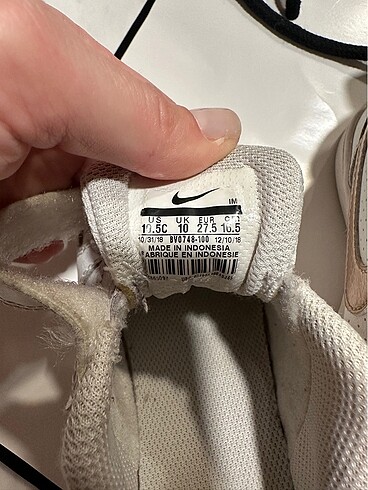 IM
US UK EUR CM
10.5C 10 27.5 16.5
10/31/18 BV0748-100 12/10/18
MADE IN INDONESIA
FABRIQUE EN INDONESIE